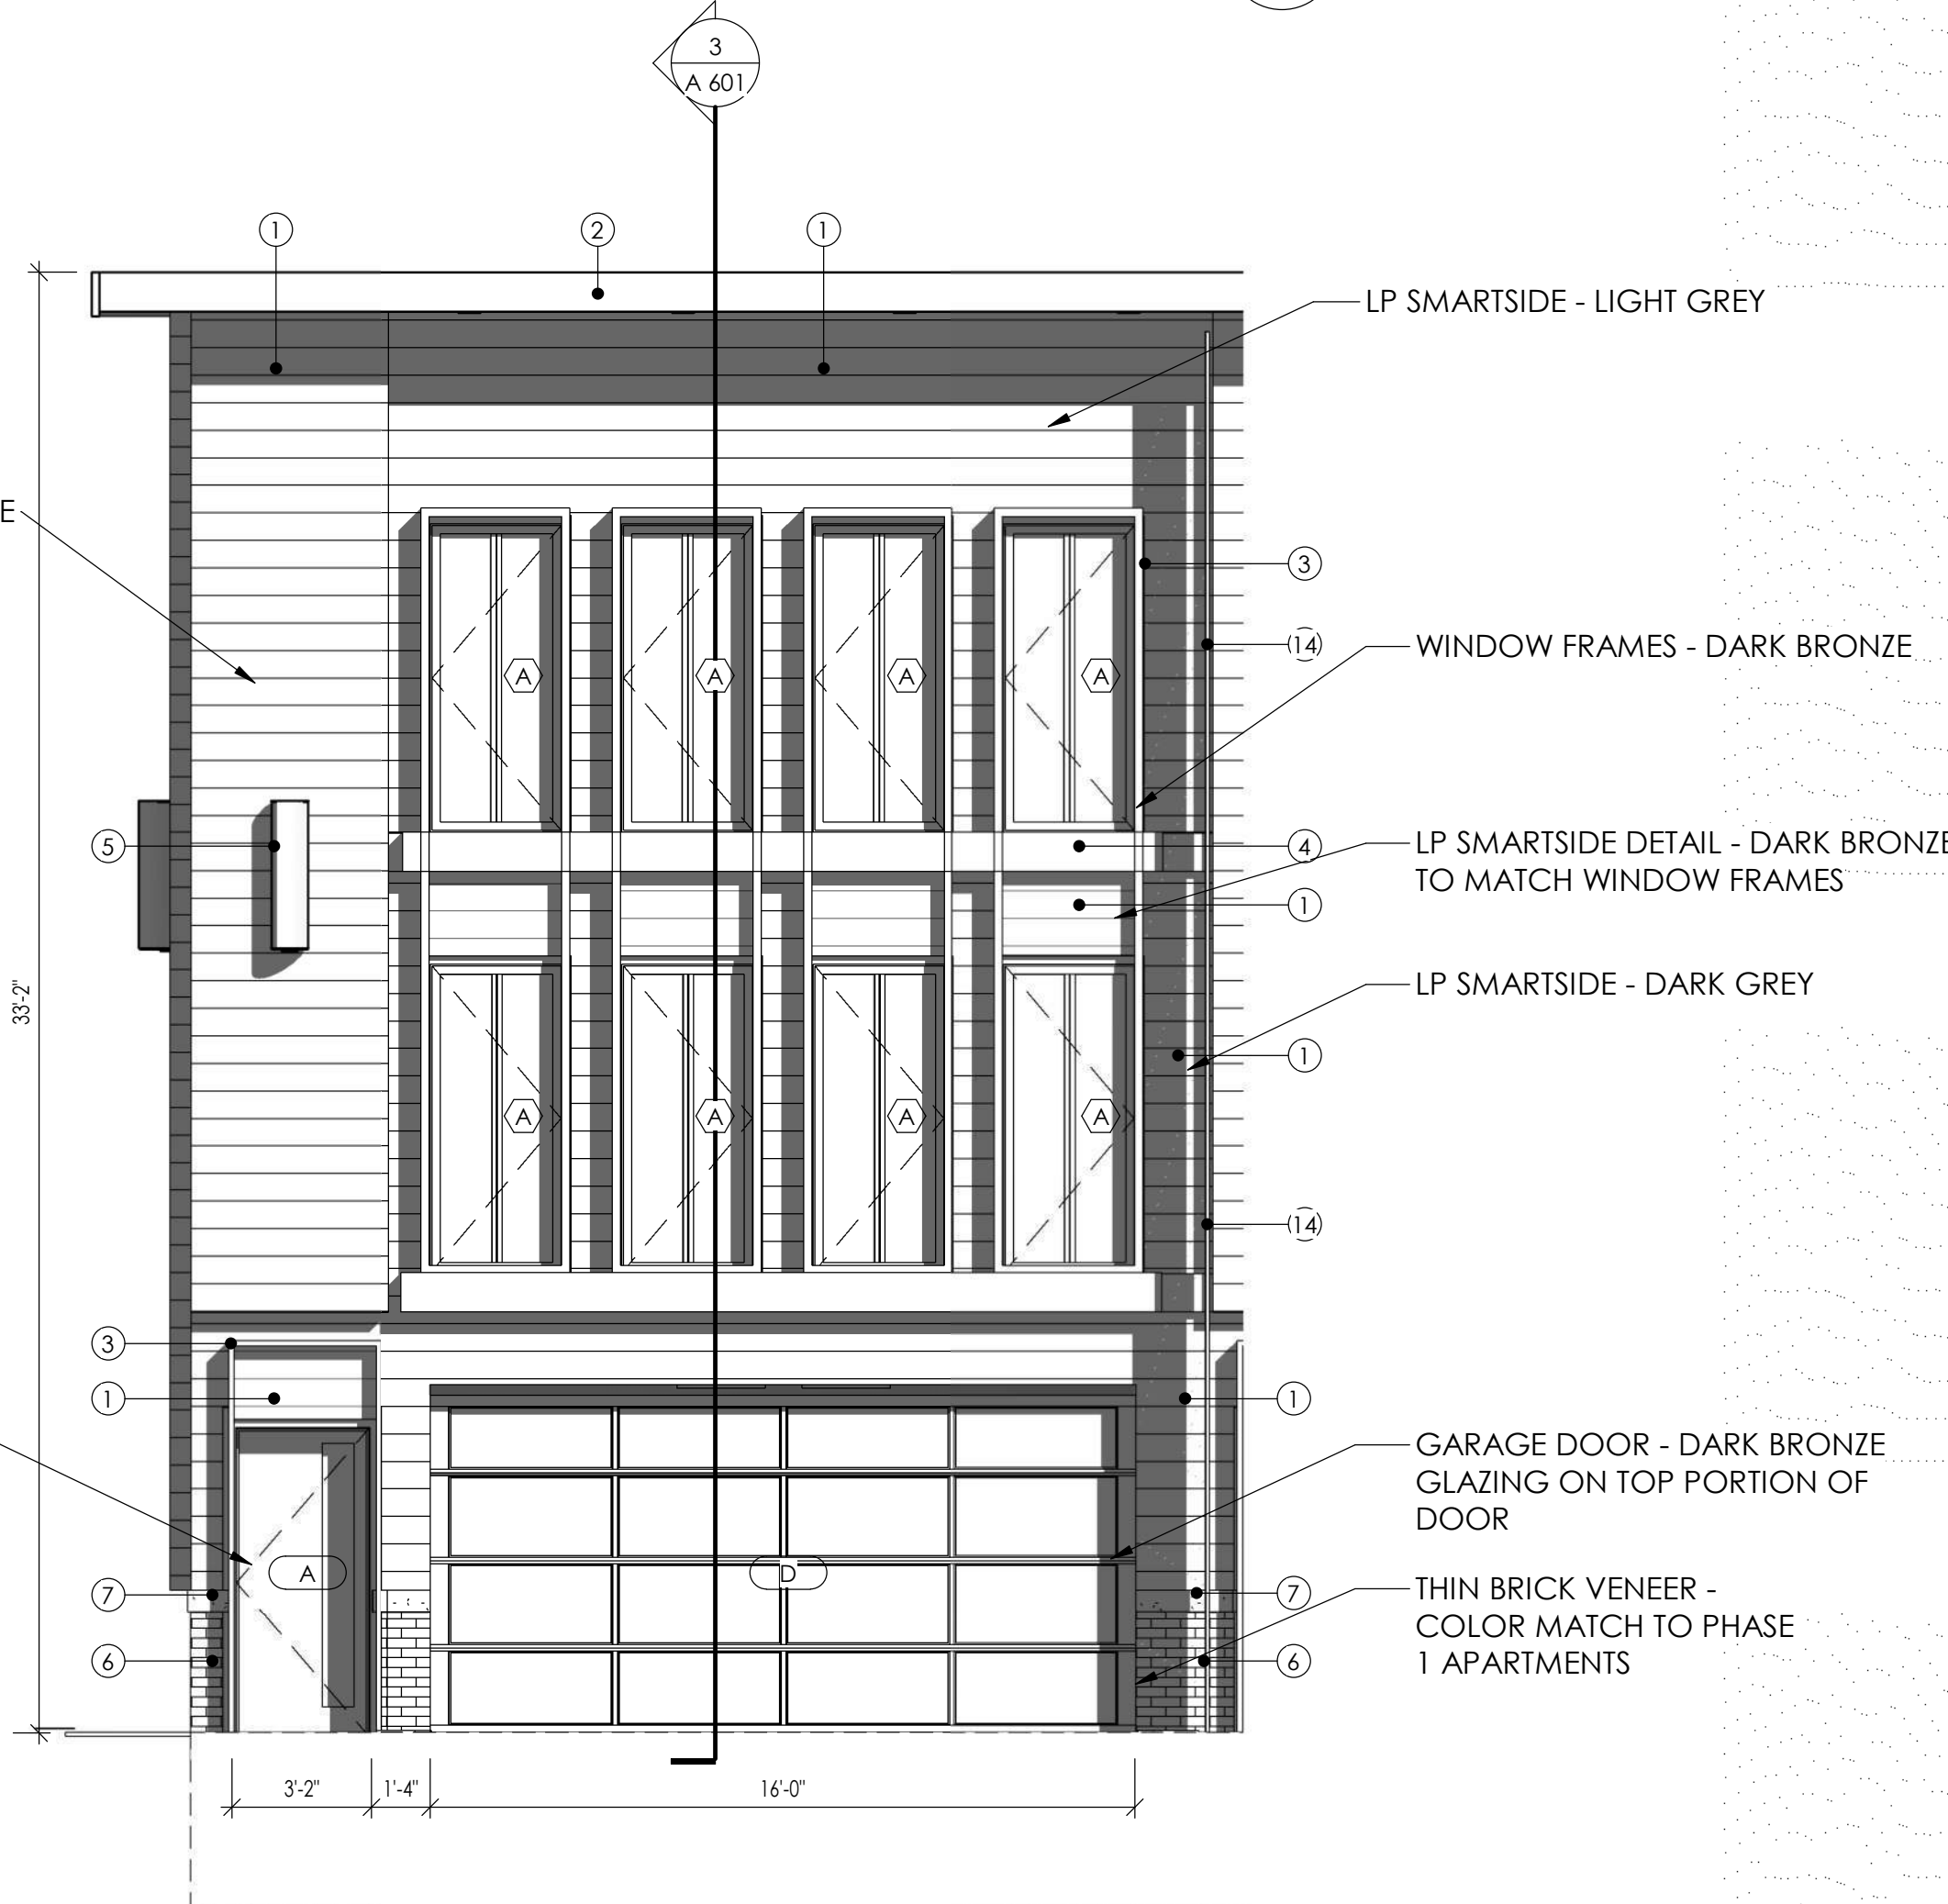 3
A 601
1
2
1
LP SMARTSIDE - LIGHT GREY
E
3
14
WINDOW FRAMES - DARK BRONZE
A
A
A
A
5
4
LP SMARTSIDE DETAIL - DARK BRONZE
TO MATCH WINDOW FRAMES
1
33'-2"
LP SMARTSIDE - DARK GREY
1
A
A
A
A
14
3
1
1
GARAGE DOOR - DARK BRONZE
GLAZING ON TOP PORTION OF
DOOR
A
D
7
7
THIN BRICK VENEER -
COLOR MATCH TO PHASE
1 APARTMENTS
6
6
3'-2"
1'-4"
16'-0"